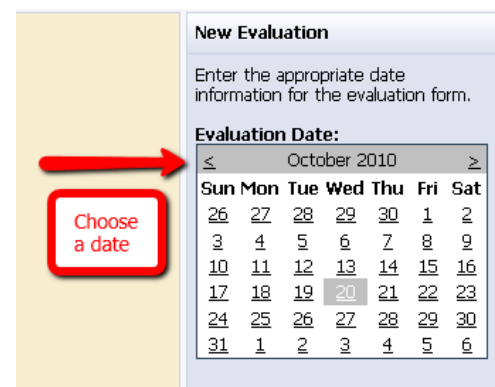 New Evaluation
Enter the appropriate date
information for the evaluation form.
Evaluation Date:
< October 2010 >
Sun Mon Tue Wed Thu Fri Sat
26 27 28 29 30 1 2
3 4 5 6 7 8 9
10 11 12 13 14 15 16
17 18 19 20 21 22 23
24 25 26 27 28 29 30
31 1 2 3 4 5 6
Choose
a date